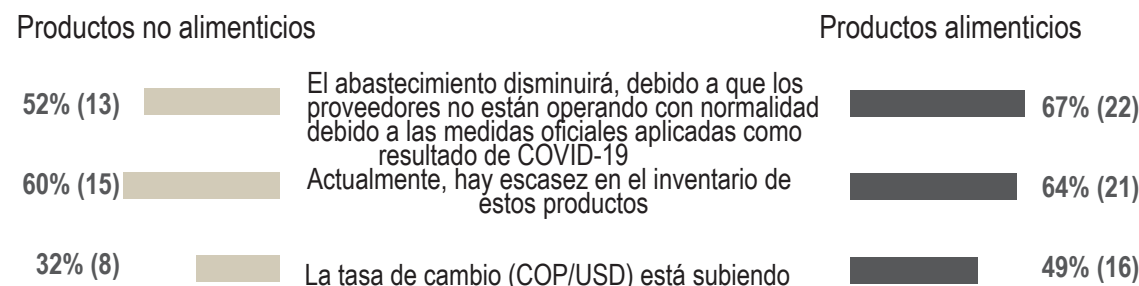 Productos no alimenticios
Productos alimenticios
52% (13)
El abastecimiento disminuirá, debido a que los
proveedores no están operando con normalidad
debido a las medidas oficiales aplicadas como
resultado de COVID-19
67% (22)
60% (15)
Actualmente, hay escasez en el inventario de
estos productos
64% (21)
32% (8)
La tasa de cambio (COP/USD) está subiendo
49% (16)